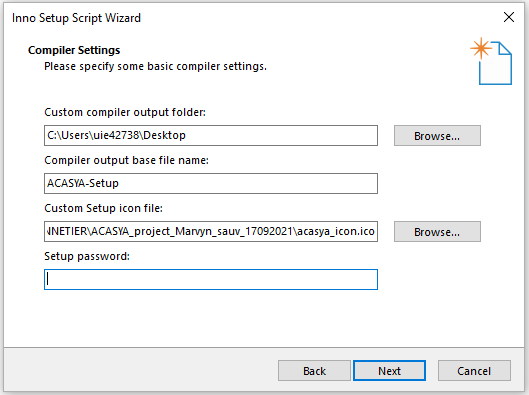 Inno Setup Script Wizard
Compiler Settings
Please specify some basic compiler settings.
Custom compiler output folder:
C:\Users\uie42738\Desktop
Browse...
Compiler output base file name:
ACASYA-Setup
Custom Setup icon file:
NNETIER\ACASYA_project_Marvyn_sauv_17092021\acasya_icon.ico
Browse...
Setup password:
Back
Next
Cancel